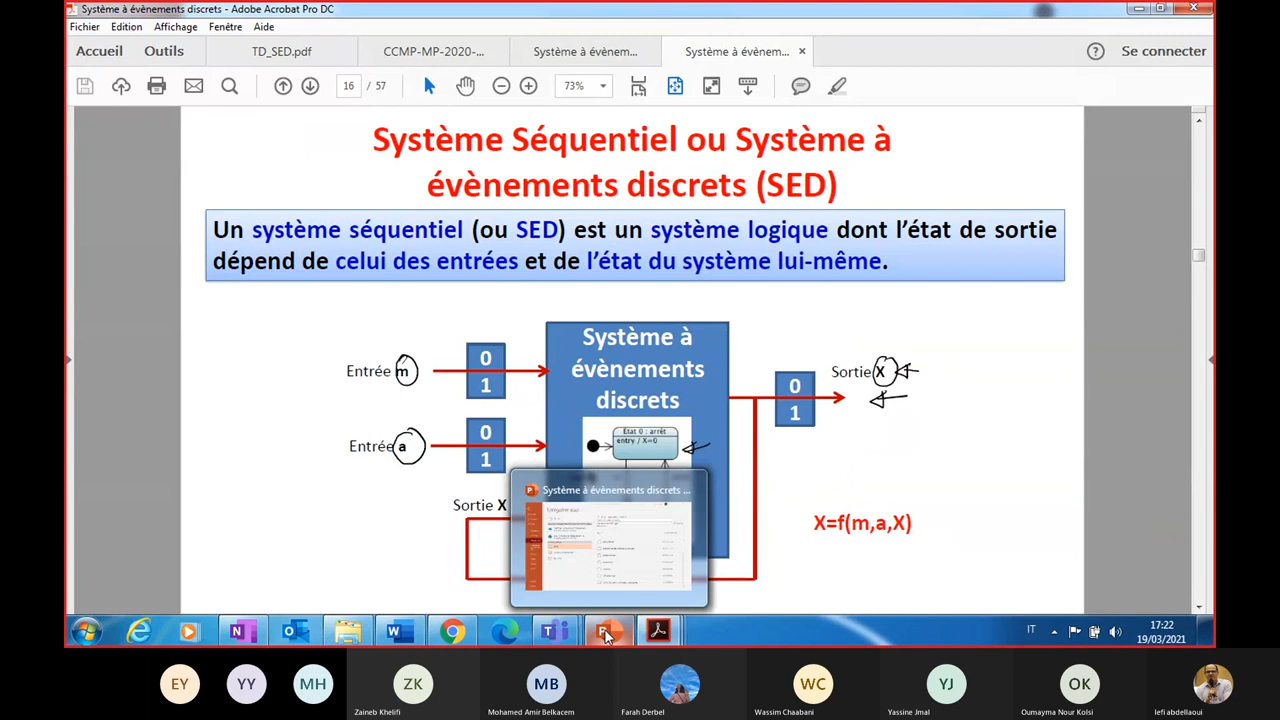 Système à évènements discrets - Adobe Acrobat Pro DC
Fichier Edition Affichage Fenêtre Aide
Accueil Outils TD_SED.pdf CCMP-MP-2020-... Système à évènem... Système à évènem... × ? Se connecter
16 / 57 73%
Système Séquentiel ou Système à
évènements discrets (SED)
Un système séquentiel (ou SED) est un système logique dont l'état de sortie
dépend de celui des entrées et de l'état du système lui-même.
Système à
évènements
discrets
Entrée m
0
1
Sortie X
0
1
État 0 : arrêt
entry / X=0
Entrée a
0
1
Sortie X
X=f(m,a,X)
Système à évènements discrets ...
IT
17:22
19/03/2021
EY YY MH ZK MB WC YJ OK
Zaineb Khelifi Mohamed Amir Belkacem Farah Derbel Wassim Chaabani Yassine Jmal Oumayma Nour Kolsi lefi abdellaoui